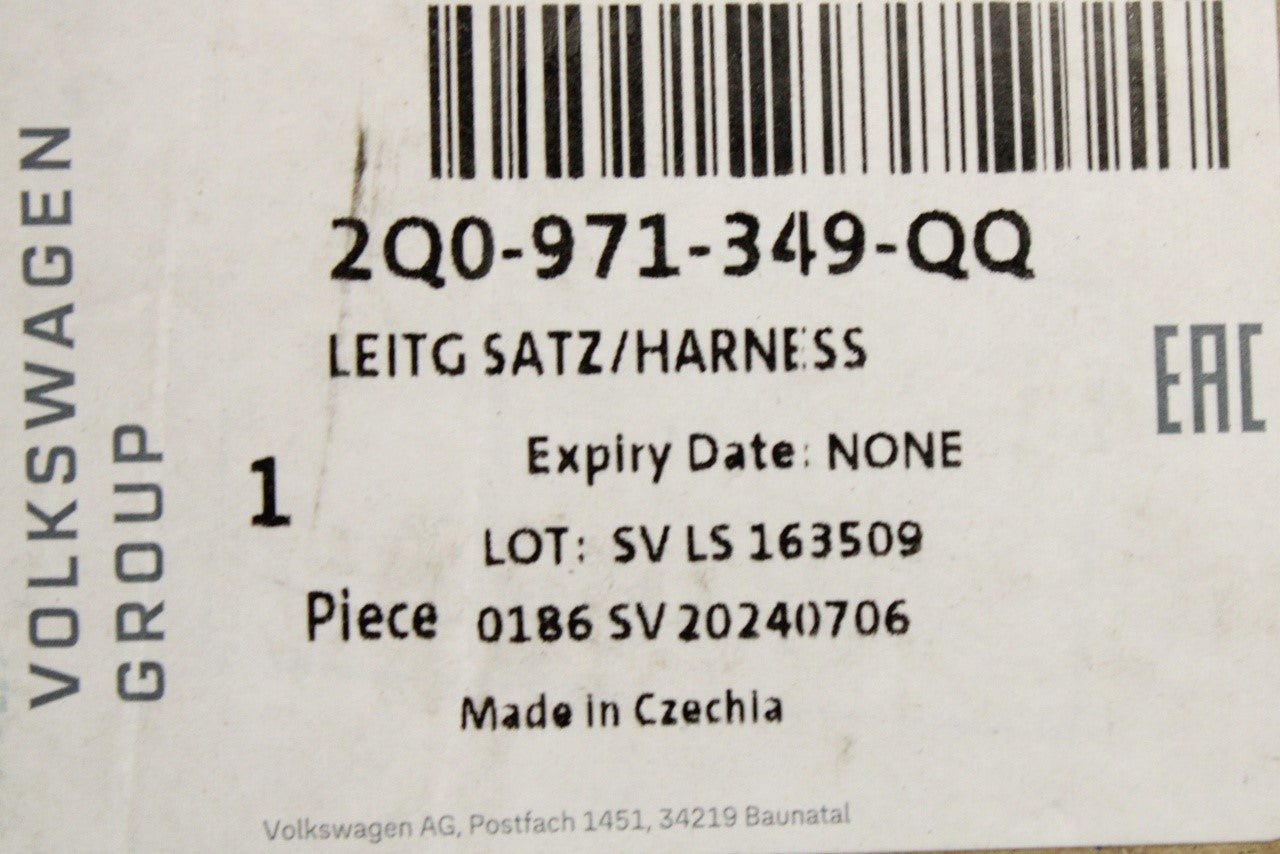 VOLKSWAGEN
GROUP
2Q0-971-349-QQ
LEITG SATZ/HARNESS
EAC
Expiry Date: NONE
1
LOT: SV LS 163509
Piece 0186 SV 20240706
Made in Czechia
Volkswagen AG, Postfach 1451, 34219 Baunatal